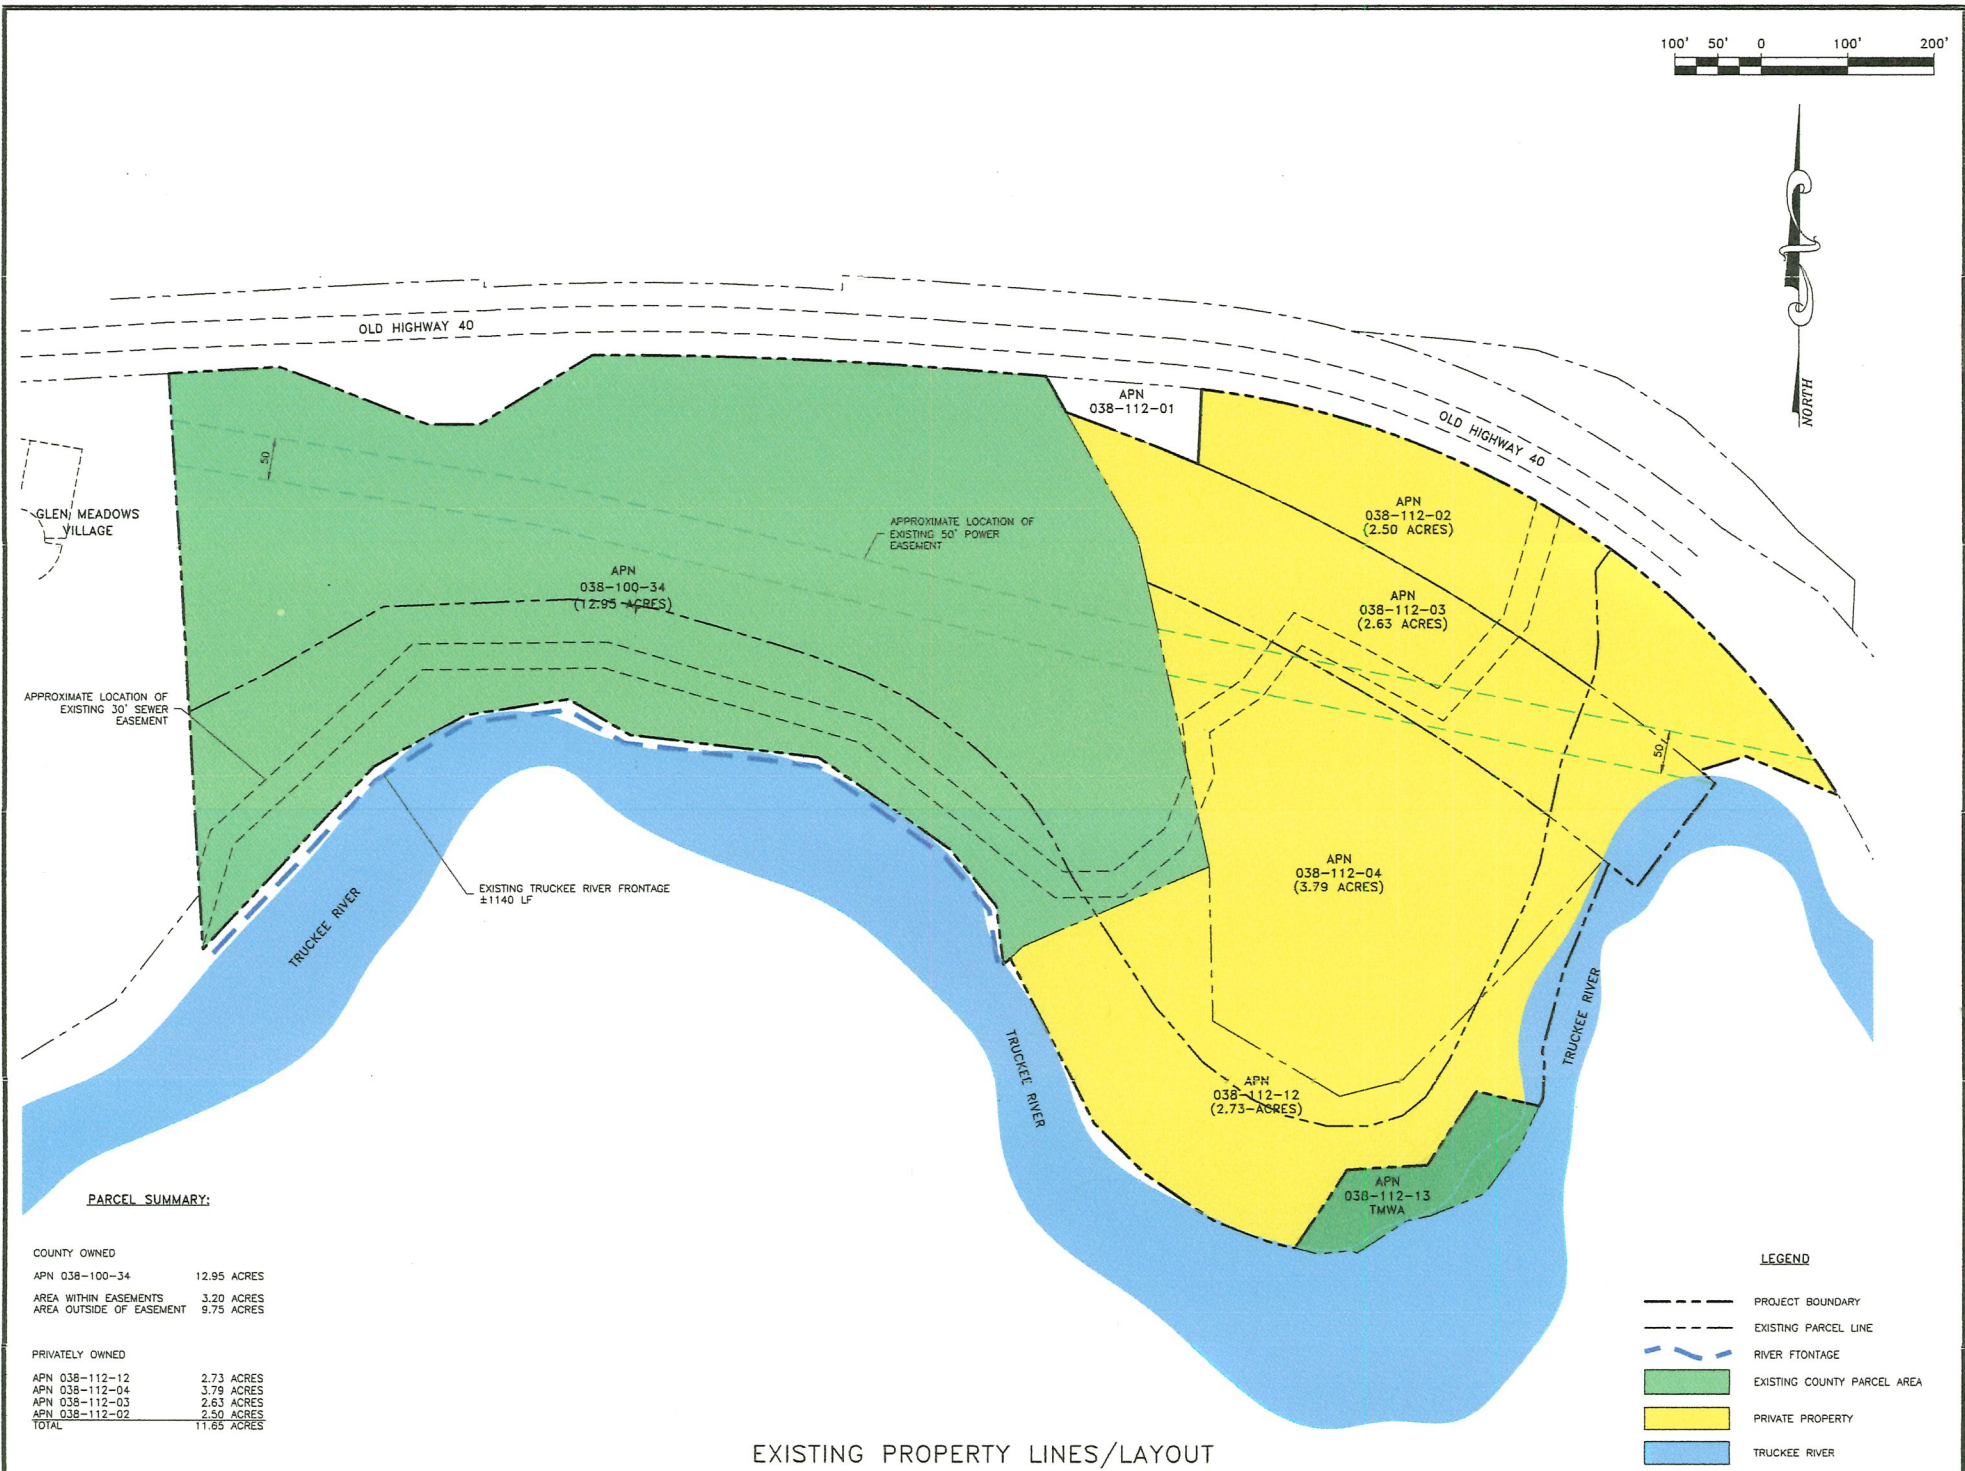 100' 50' 0 100' 200'
NORTH
OLD HIGHWAY 40
APN
038-112-01
OLD HIGHWAY 40
50
GLEN MEADOWS
VILLAGE
APPROXIMATE LOCATION OF
EXISTING 50' POWER
EASEMENT
APN
038-112-02
(2.50 ACRES)
APN
038-100-34
(12.95 ACRES)
APN
038-112-03
(2.63 ACRES)
APPROXIMATE LOCATION OF
EXISTING 30' SEWER
EASEMENT
50'
EXISTING TRUCKEE RIVER FRONTAGE
±1140 LF
APN
038-112-04
(3.79 ACRES)
TRUCKEE RIVER
TRUCKEE RIVER
TRUCKEE RIVER
APN
038-112-12
(2.73-ACRES)
APN
038-112-13
TMWA
PARCEL SUMMARY:
COUNTY OWNED
APN 038-100-34 12.95 ACRES
AREA WITHIN EASEMENTS 3.20 ACRES
AREA OUTSIDE OF EASEMENT 9.75 ACRES
PRIVATELY OWNED
APN 038-112-12 2.73 ACRES
APN 038-112-04 3.79 ACRES
APN 038-112-03 2.63 ACRES
APN 038-112-02 2.50 ACRES
TOTAL 11.65 ACRES
LEGEND
PROJECT BOUNDARY
EXISTING PARCEL LINE
RIVER FTONTAGE
EXISTING COUNTY PARCEL AREA
PRIVATE PROPERTY
TRUCKEE RIVER
EXISTING PROPERTY LINES/LAYOUT